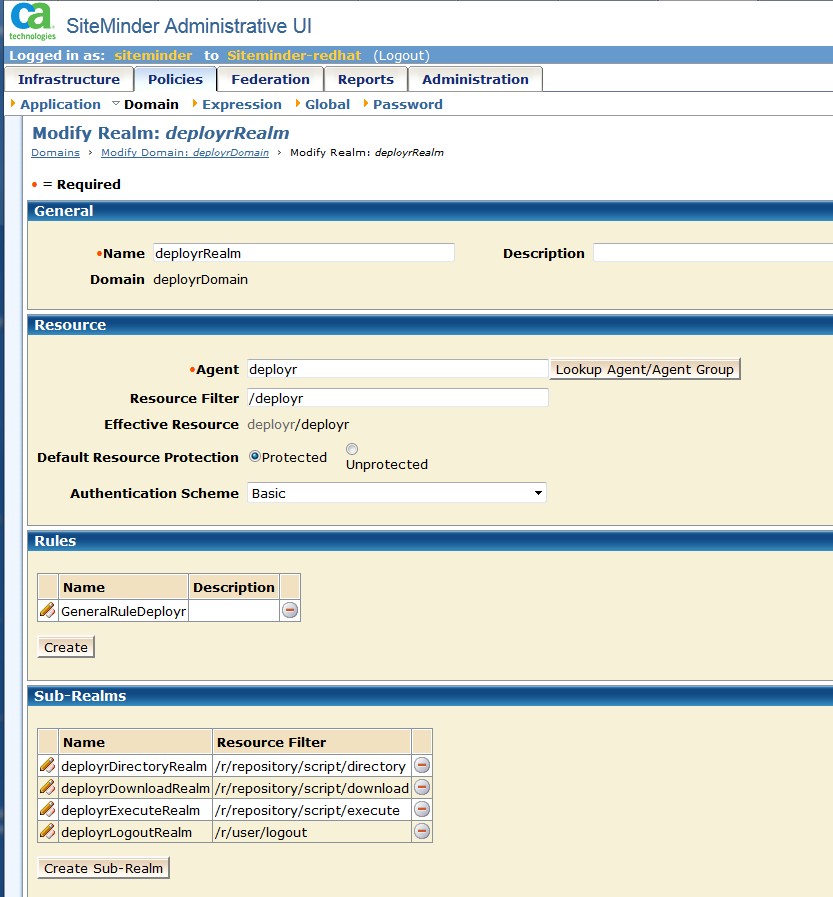 ca
technologies
SiteMinder Administrative UI
Logged in as: siteminder to Siteminder-redhat (Logout)
Infrastructure Policies Federation Reports Administration
Application Domain Expression Global Password
Modify Realm: deployrRealm
Domains › Modify Domain: deployrDomain › Modify Realm: deployrRealm
• = Required
General
•Name deployrRealm Description
Domain deployrDomain
Resource
•Agent deployr Lookup Agent/Agent Group
Resource Filter /deployr
Effective Resource deployr/deployr
Default Resource Protection Protected Unprotected
Authentication Scheme Basic
Rules
Name Description
GeneralRuleDeployr
Create
Sub-Realms
Name Resource Filter
deployrDirectoryRealm /r/repository/script/directory
deployrDownloadRealm /r/repository/script/download
deployrExecuteRealm /r/repository/script/execute
deployrLogoutRealm /r/user/logout
Create Sub-Realm